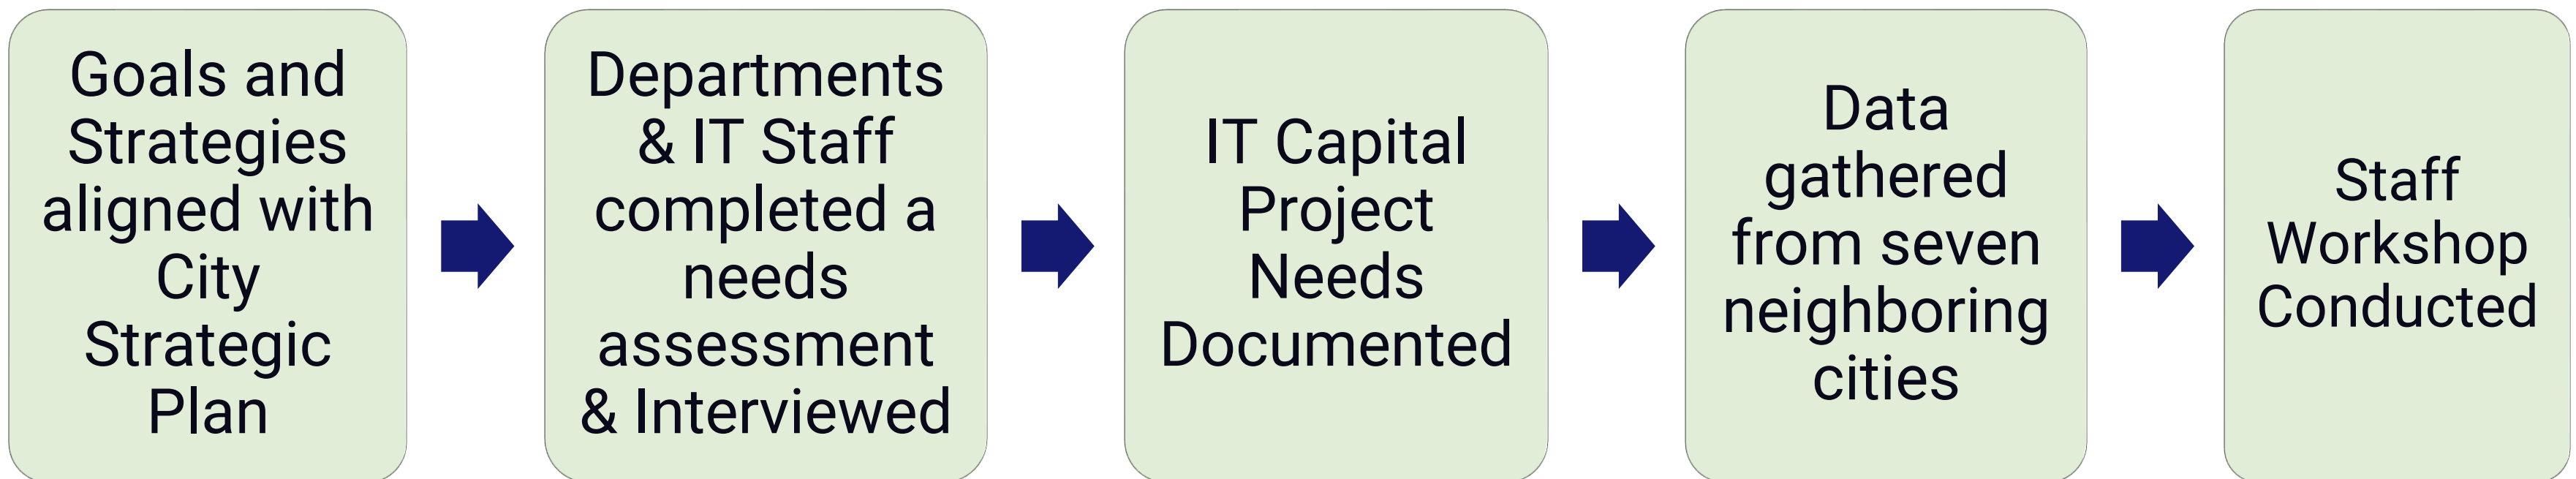 Goals and
Strategies
aligned with
City
Strategic
Plan
Departments
& IT Staff
completed a
needs
assessment
& Interviewed
IT Capital
Project
Needs
Documented
Data
gathered
from seven
neighboring
cities
Staff
Workshop
Conducted